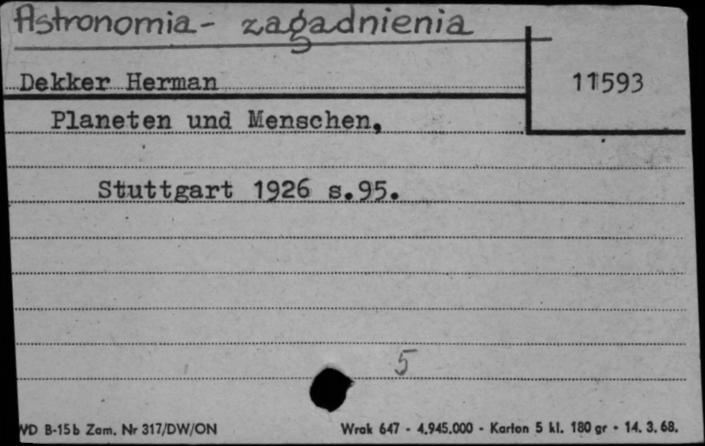 Astronomia - zagadnienia
Dekker Herman
11593
Planeten und Menschen,
Stuttgart 1926 s.95.
5
WD B-15b Zam. Nr 317/DW/ON
Wrak 647 - 4.945.000 - Karton 5 kl. 180 gr - 14. 3. 68.